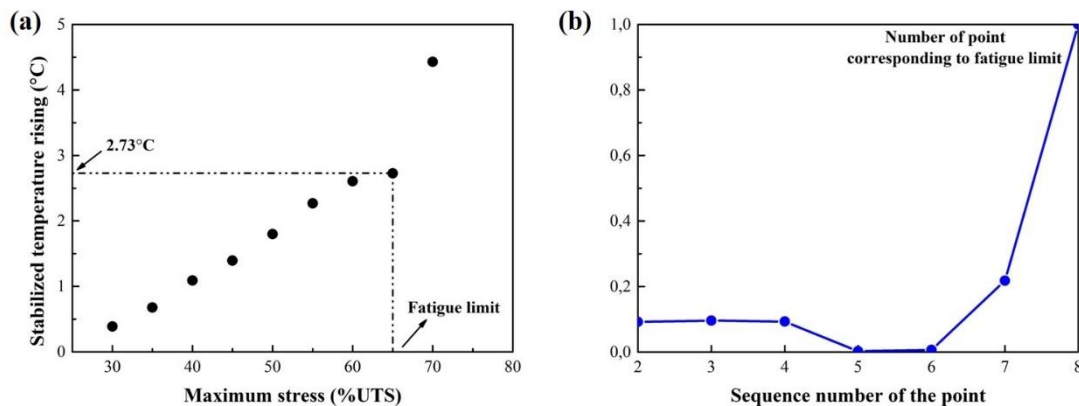 (a)
5
4
3
2
1
0
Stabilized temperature rising (°C)
2.73°C
Fatigue limit
30 40 50 60 70 80
Maximum stress (%UTS)
(b)
1,0
0,8
0,6
0,4
0,2
0,0
Number of point
corresponding to fatigue limit
2 3 4 5 6 7 8
Sequence number of the point